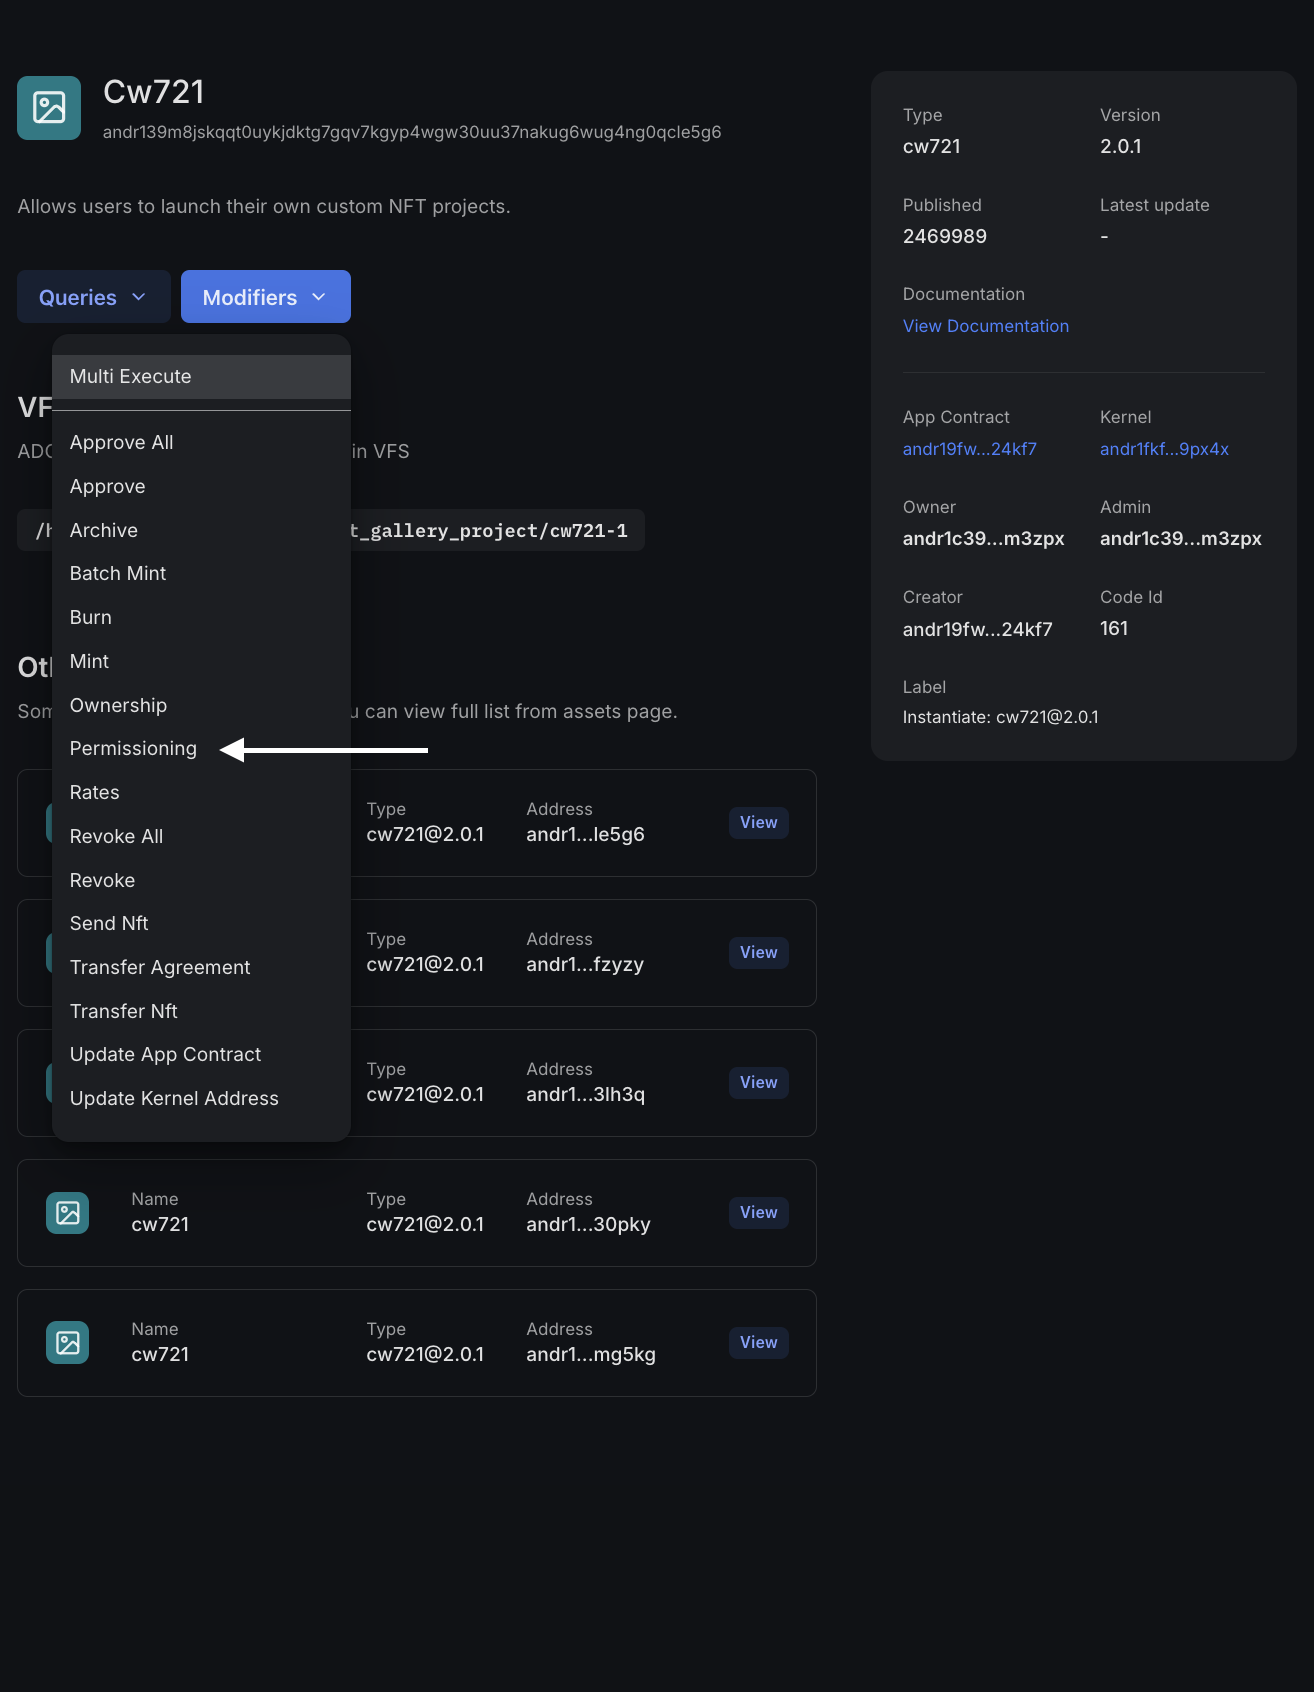 Cw721
andr139m8jskqqt0uykjdktg7gqv7kgyp4wgw30uu37nakug6wug4ng0qcle5g6
Allows users to launch their own custom NFT projects.
Queries
Modifiers
Multi Execute
Approve All
Approve
Archive
Batch Mint
Burn
Mint
Ownership
Permissioning
Rates
Revoke All
Revoke
Send Nft
Transfer Agreement
Transfer Nft
Update App Contract
Update Kernel Address
in VFS
t_gallery_project/cw721-1
can view full list from assets page.
Type
cw721@2.0.1
Address
andr1...le5g6
View
Type
cw721@2.0.1
Address
andr1...fzyzy
View
Type
cw721@2.0.1
Address
andr1...3lh3q
View
Name
cw721
Type
cw721@2.0.1
Address
andr1...30pky
View
Name
cw721
Type
cw721@2.0.1
Address
andr1...mg5kg
View
Type
cw721
Version
2.0.1
Published
2469989
Latest update
-
Documentation
View Documentation
App Contract
andr19fw...24kf7
Kernel
andr1fkf...9px4x
Owner
andr1c39...m3zpx
Admin
andr1c39...m3zpx
Creator
andr19fw...24kf7
Code Id
161
Label
Instantiate: cw721@2.0.1